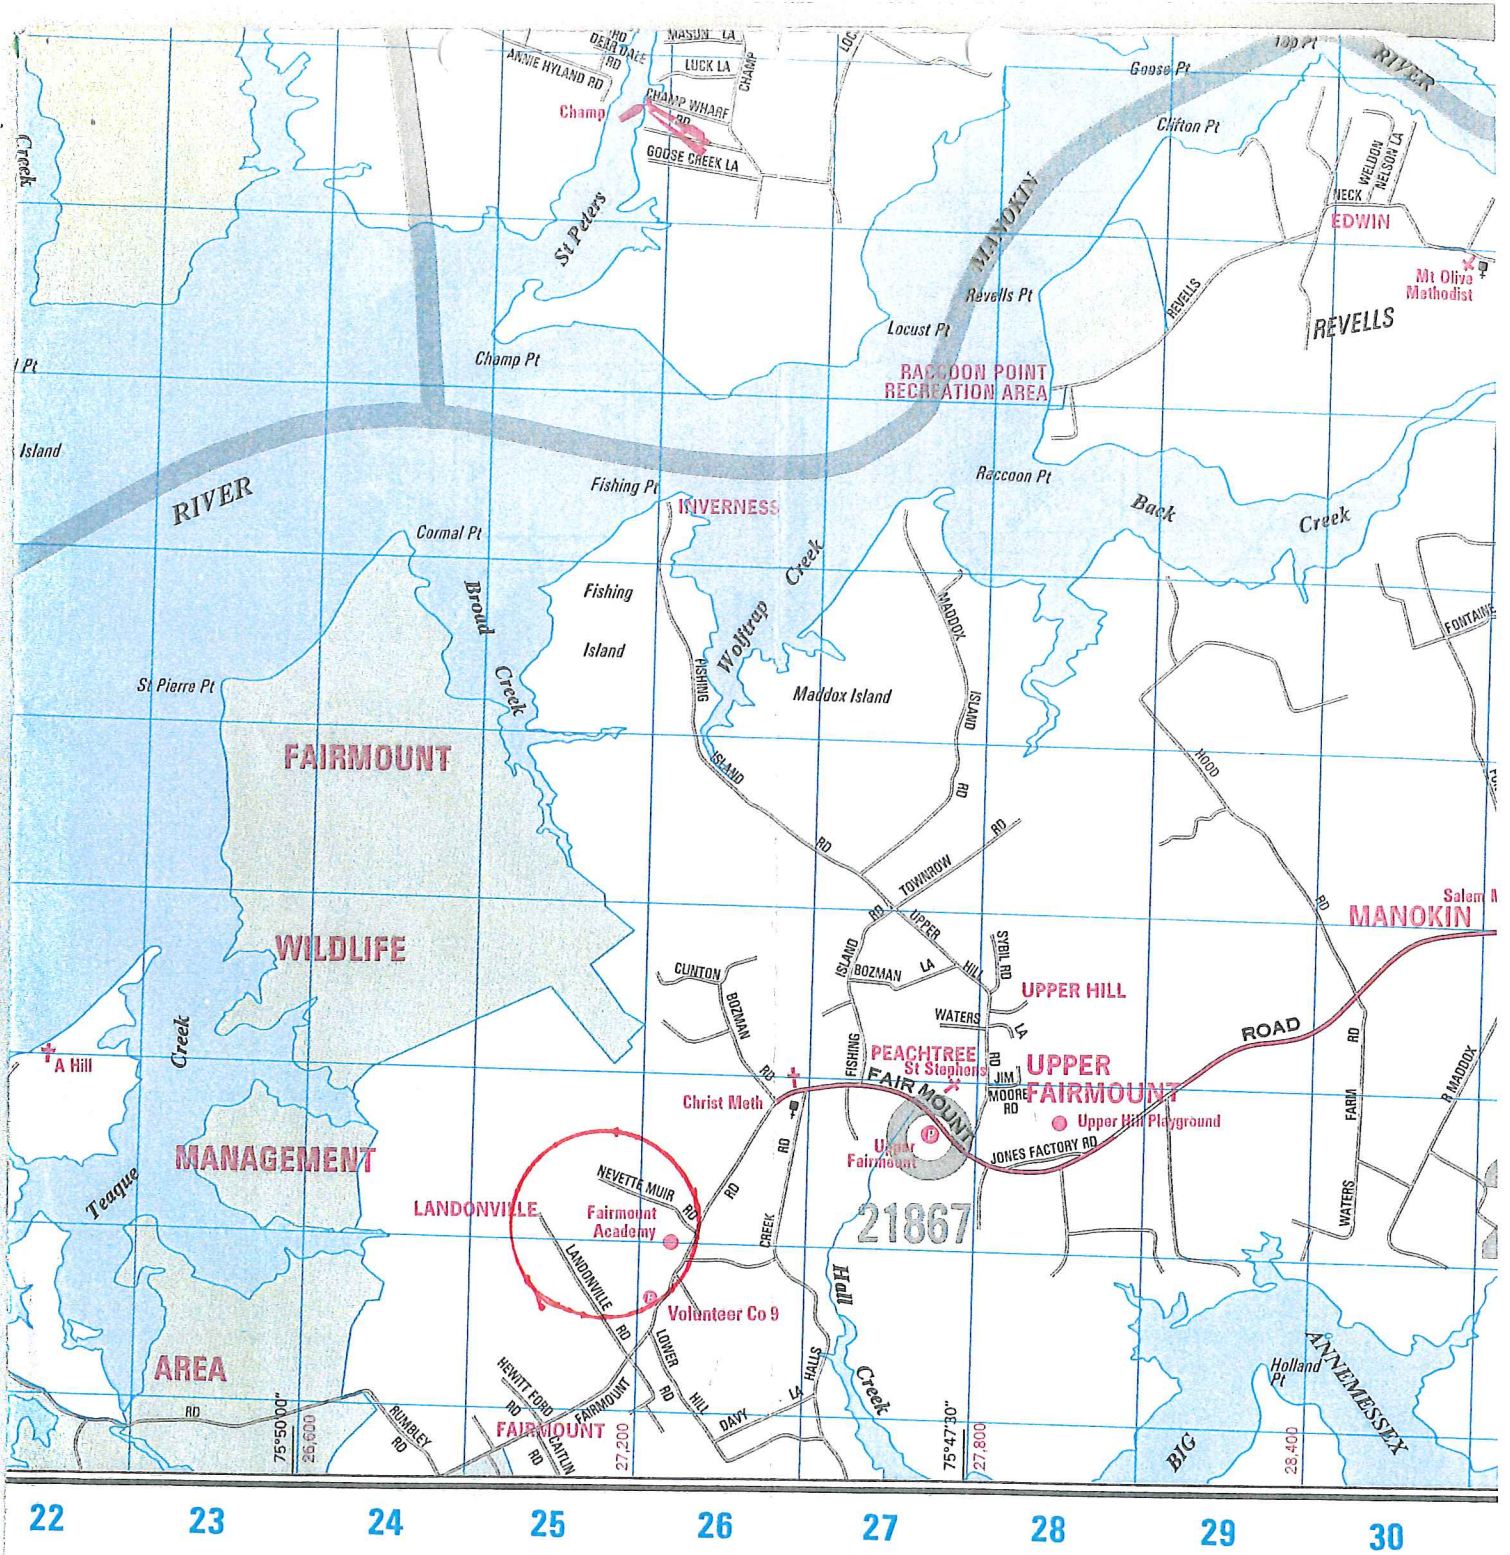 MASON LA
DEAR DALE
RD
ANNIE HYLAND RD
LUCK LA
CHAMP
Top Pt
RIVER
Goose Pt
Champ
CHAMP WHARF
RD
GOOSE CREEK LA
Clifton Pt
WELDON
NELSON LA
NECK
EDWIN
Creek
St Peters
MANOKIN
Mt Olive
Methodist
Revells Pt
REVELLS
REVELLS
Locust Pt
Champ Pt
RACCOON POINT
RECREATION AREA
Island
RIVER
Fishing Pt
INVERNESS
Raccoon Pt
Back
Creek
Cormal Pt
Creek
Broad
Creek
Fishing
Island
Wolftrap
MADDOX
ISLAND
RD
FONTAINE
St Pierre Pt
FISHING
ISLAND
RD
Maddox Island
FAIRMOUNT
HOOD
RD
TOWNROW
RD
Salem M
MANOKIN
RD
UPPER
HILL
RD
WILDLIFE
CLINTON
BOZMAN
RD
ISLAND
FISHING
BOZMAN LA
SYBIL RD
UPPER HILL
WATERS
LA
Creek
ROAD
A Hill
PEACHTREE
St Stephens
UPPER
FAIRMOUNT
JIM
MOORE
RD
FAIRMOUNT
Christ Meth
Upper Hill Playground
Upper
Fairmount
P
JONES FACTORY RD
RD
FARM
WATERS
R MADDOX
MANAGEMENT
Teaque
NEVETTE MUIR
RD
LANDONVILLE
Fairmount
Academy
RD
CREEK
RD
21867
LANDONVILLE
RD
Volunteer Co 9
Hall
Creek
HALLS
LOWER
HILL
RD
AREA
Holland
Pt
ANNEMESSEX
BIG
RD
RUMBLEY
RD
HEWITT FORD
RD
FAIRMOUNT
FAIRMOUNT
CAITLIN
RD
DAVY
LA
75°50'00"
26,600
27,200
75°47'30"
27,800
28,400
22 23 24 25 26 27 28 29 30